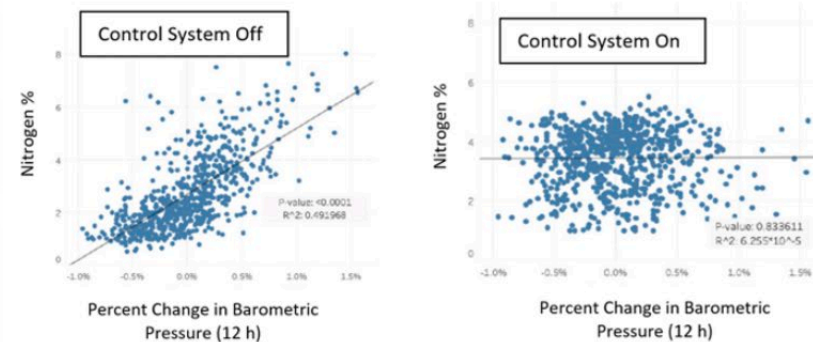 Control System Off
Nitrogen %
8
6
4
2
0
P-value: <0.0001
R^2: 0.491968
-1.0%
-0.5%
0.0%
0.5%
1.0%
1.5%
Percent Change in Barometric
Pressure (12 h)
Control System On
Nitrogen %
8
6
4
2
0
P-value: 0.833611
R^2: 6.255*10^-5
-1.0%
-0.5%
0.0%
0.5%
1.0%
1.5%
Percent Change in Barometric
Pressure (12 h)